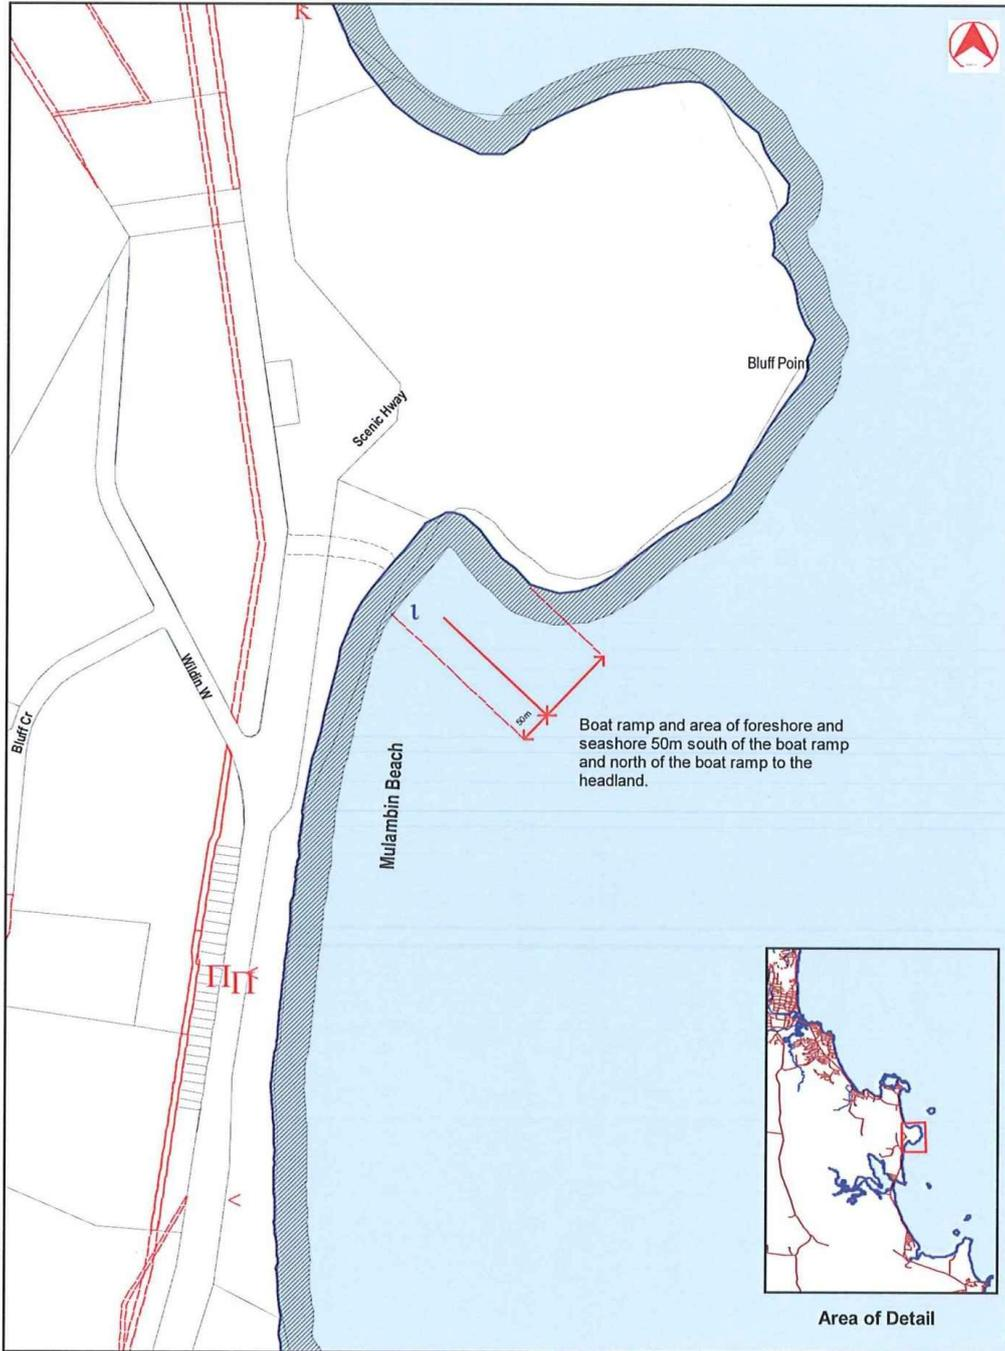 Bluff Point
Scenic Hway
50m
Boat ramp and area of foreshore and
seashore 50m south of the boat ramp
and north of the boat ramp to the
headland.
Wildin W
Bluff Cr
Mulambin Beach
Area of Detail